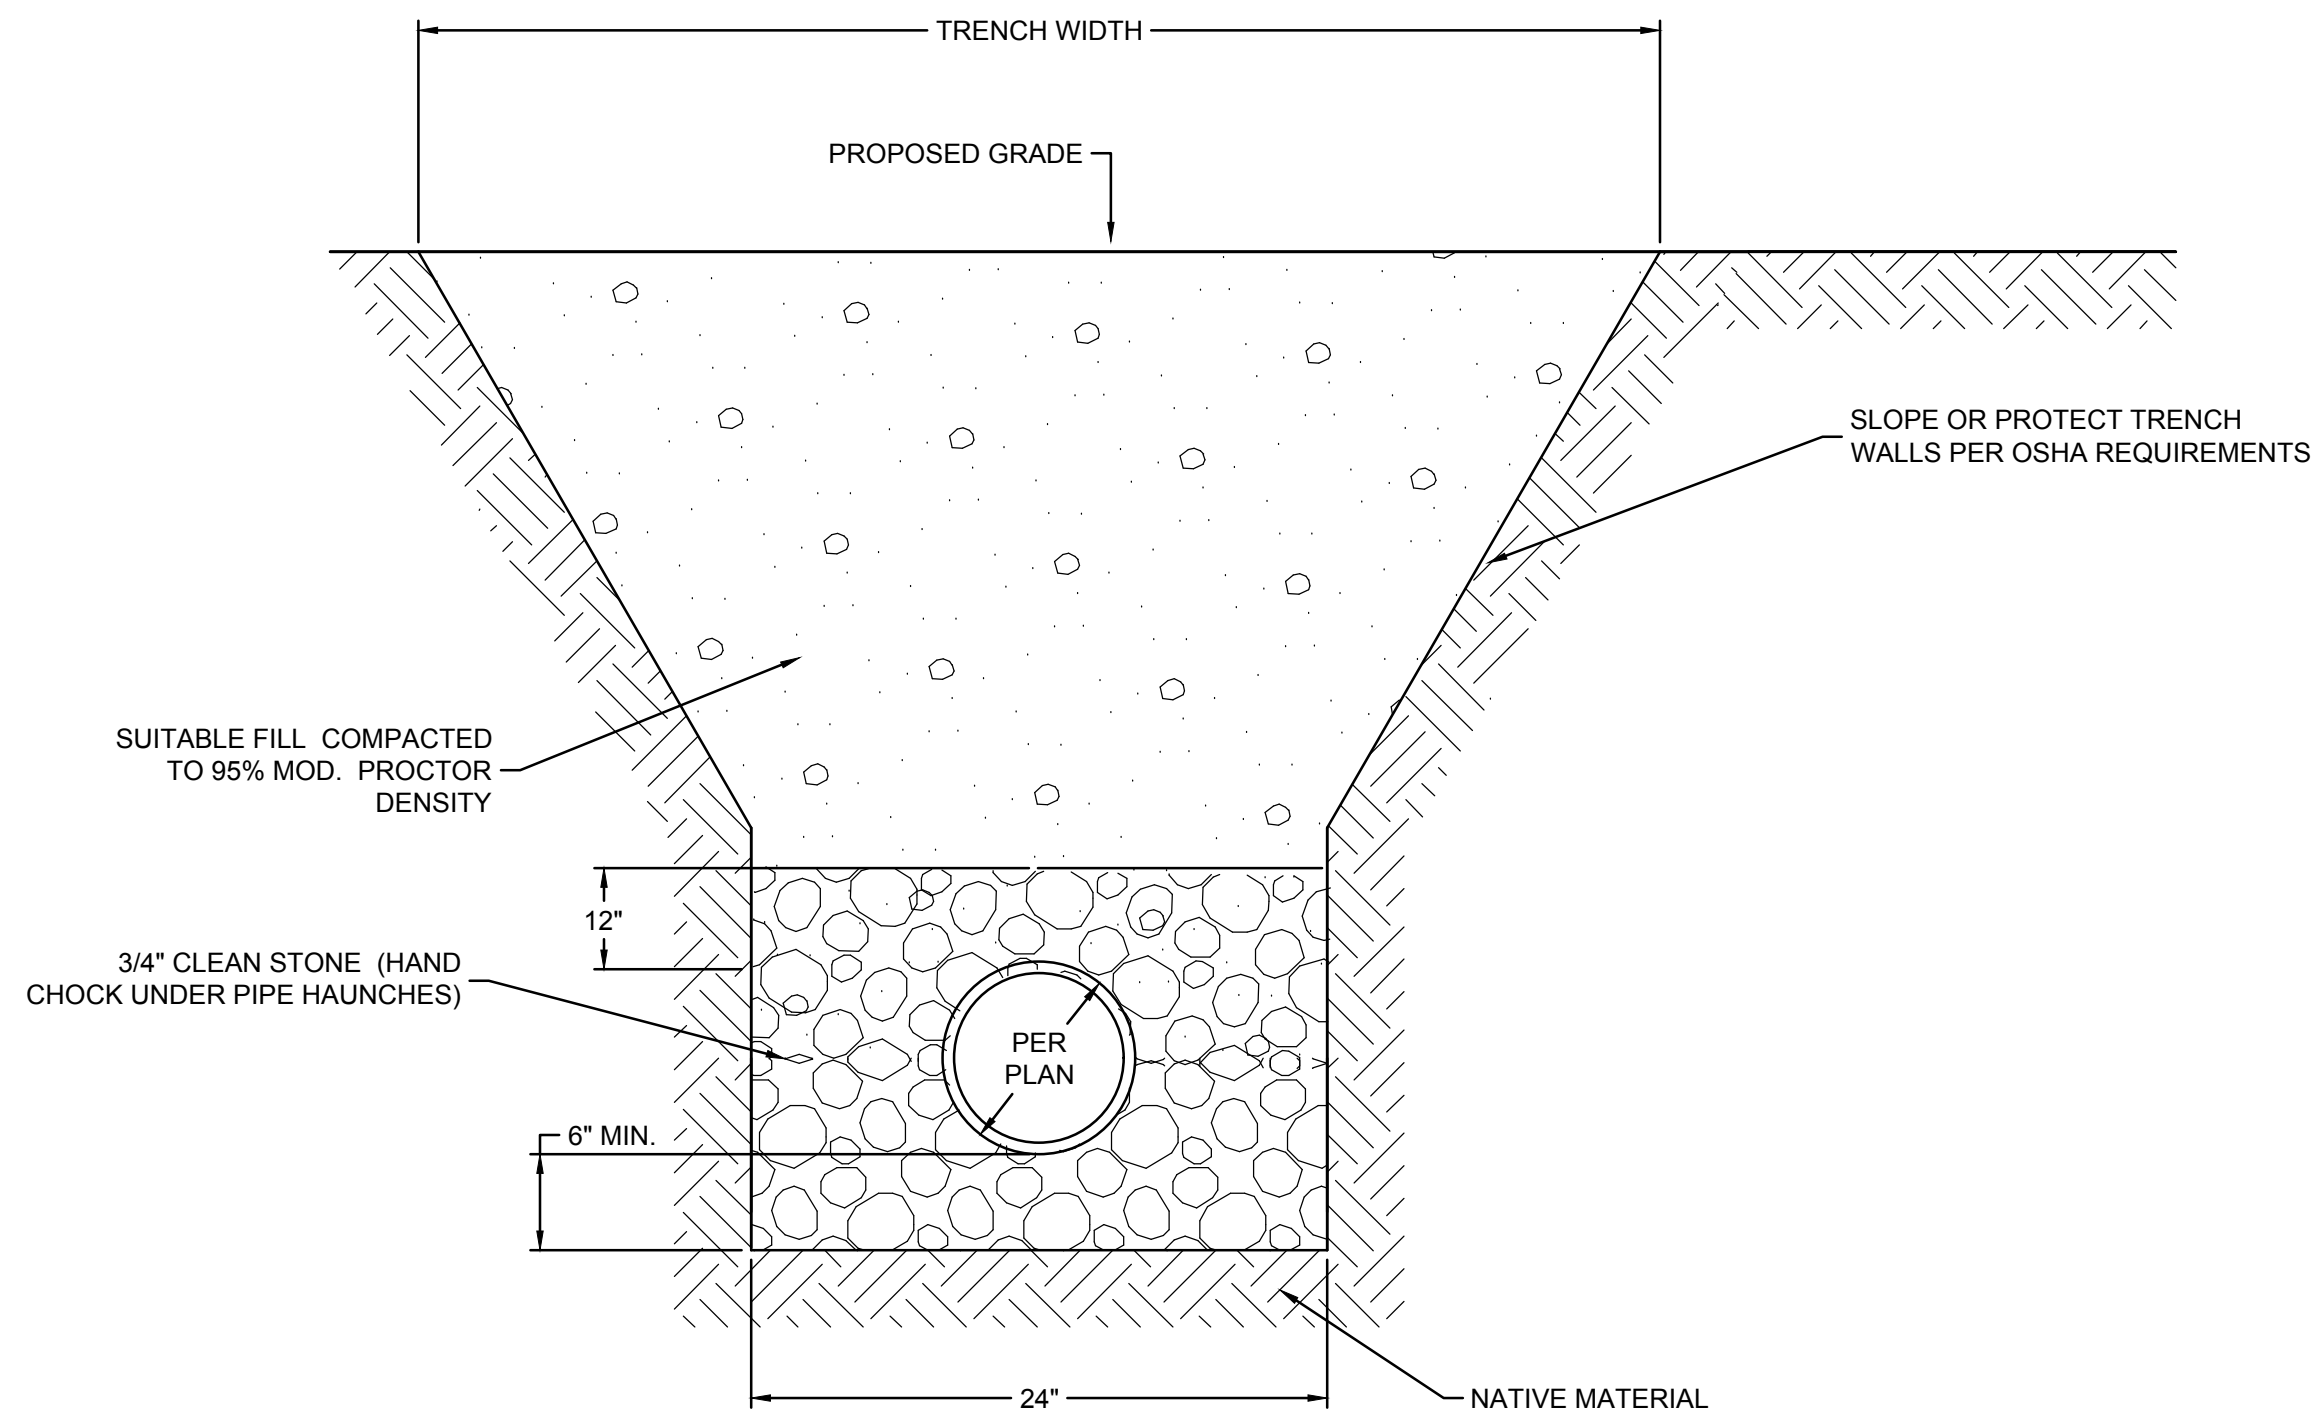 TRENCH WIDTH
PROPOSED GRADE
SLOPE OR PROTECT TRENCH
WALLS PER OSHA REQUIREMENTS
SUITABLE FILL  COMPACTED
TO 95% MOD.  PROCTOR
DENSITY
12"
3/4" CLEAN STONE  (HAND
CHOCK UNDER PIPE HAUNCHES)
PER
PLAN
6" MIN.
24"
NATIVE MATERIAL